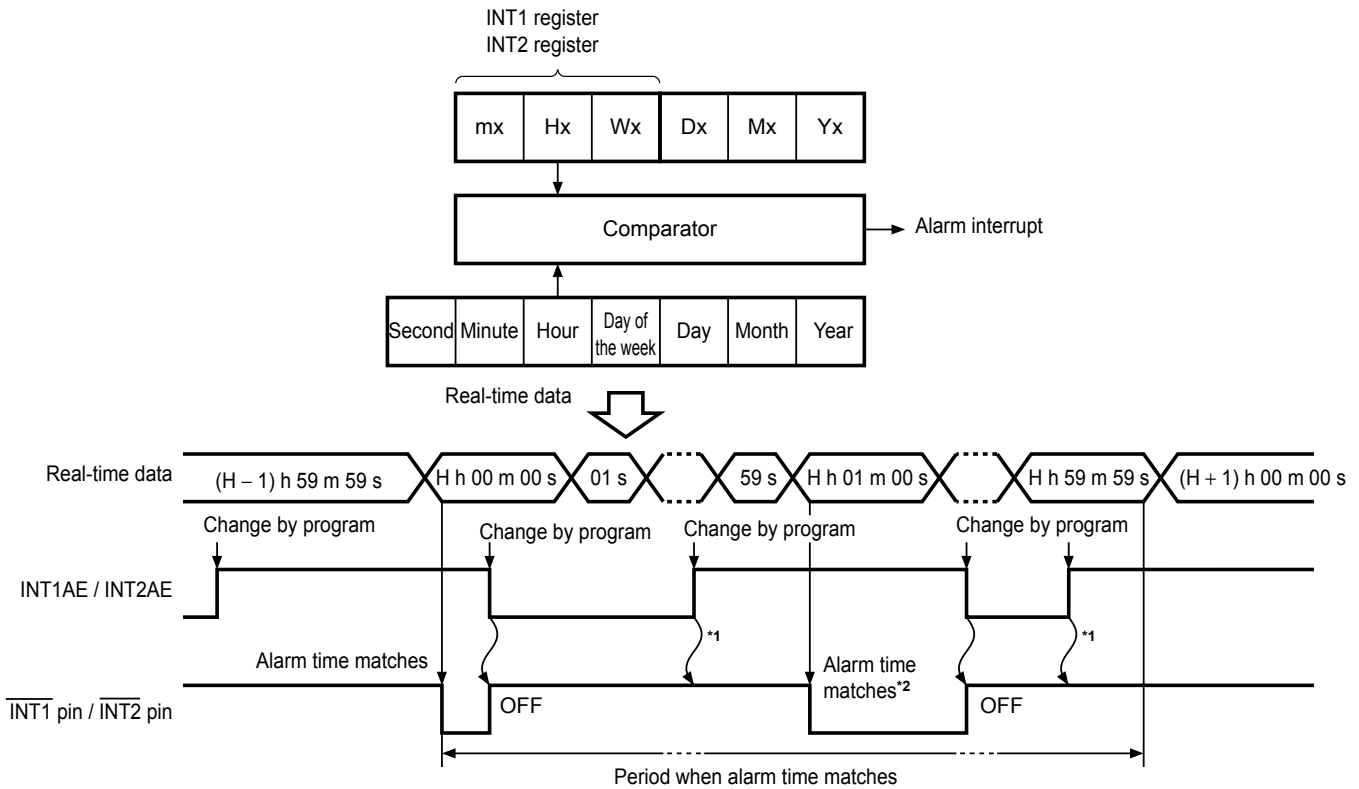 INT1 register
INT2 register
mx Hx Wx Dx Mx Yx
Comparator
Alarm interrupt
Second Minute Hour Day of the week Day Month Year
Real-time data
Real-time data
(H − 1) h 59 m 59 s
H h 00 m 00 s
01 s
59 s
H h 01 m 00 s
H h 59 m 59 s
(H + 1) h 00 m 00 s
Change by program
Change by program
Change by program
Change by program
INT1AE / INT2AE
*1
*1
Alarm time matches
Alarm time
matches*2
INT1 pin / INT2 pin
OFF
OFF
Period when alarm time matches